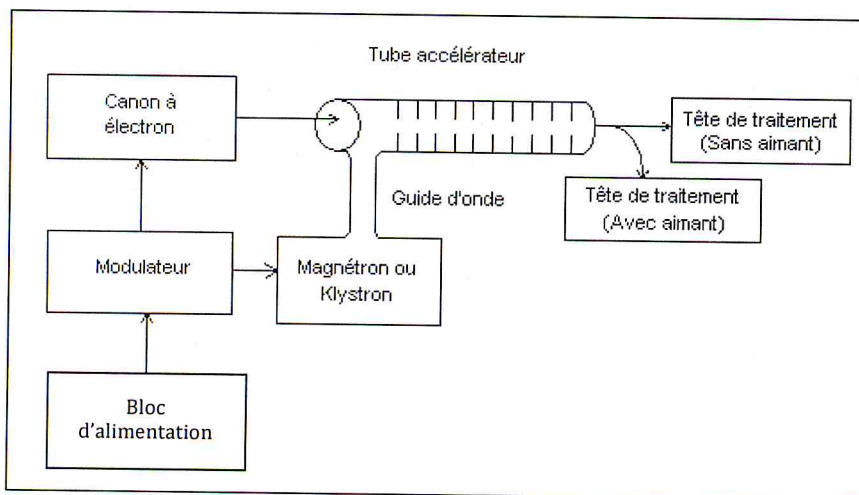 Tube accélérateur
Canon à
électron
Tête de traitement
(Sans aimant)
Guide d'onde
Tête de traitement
(Avec aimant)
Modulateur
Magnétron ou
Klystron
Bloc
d'alimentation